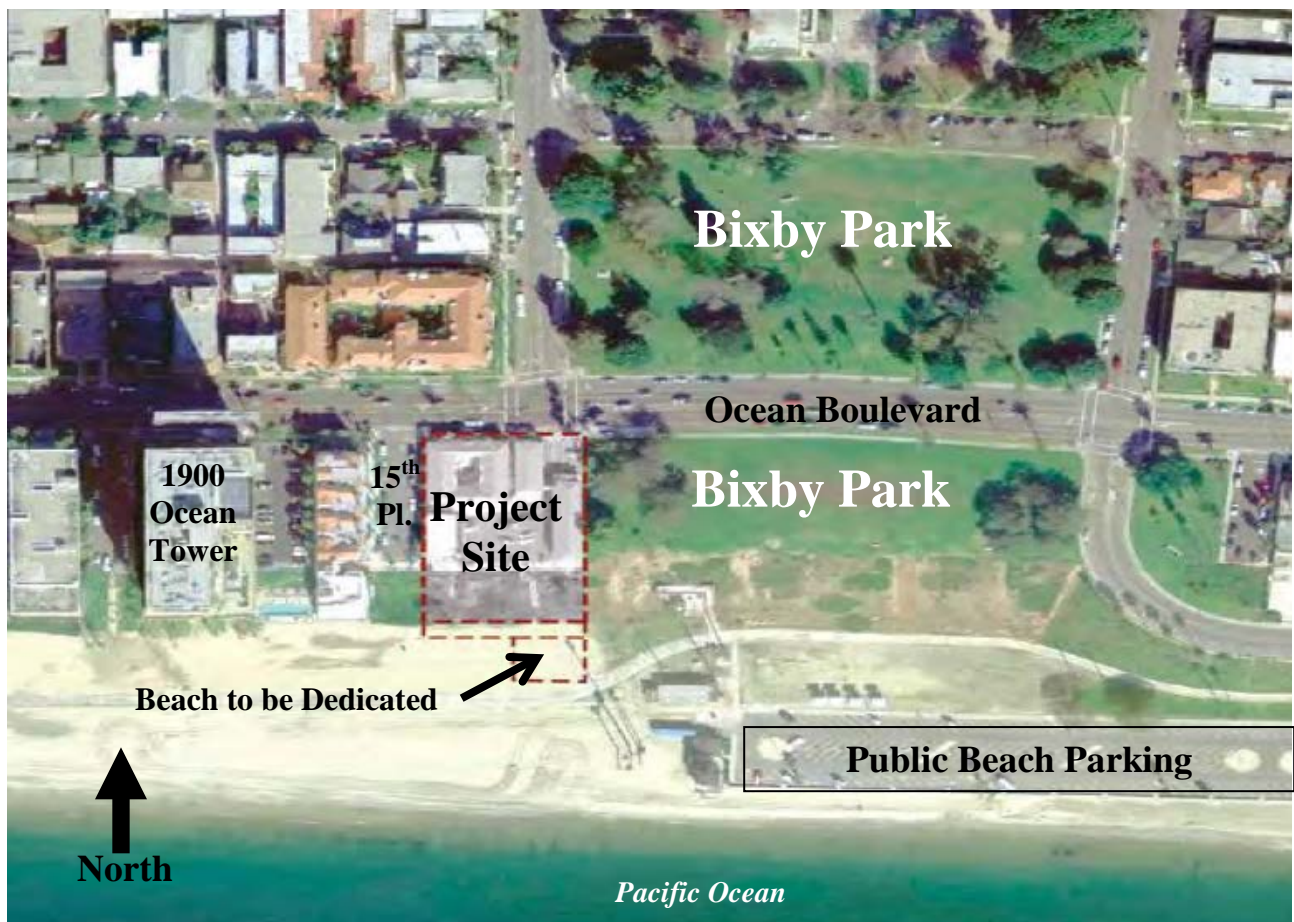 Bixby Park
Ocean Boulevard
1900
Ocean
Tower
15th
Pl.
Project
Site
Bixby Park
Beach to be Dedicated
Public Beach Parking
North
Pacific Ocean